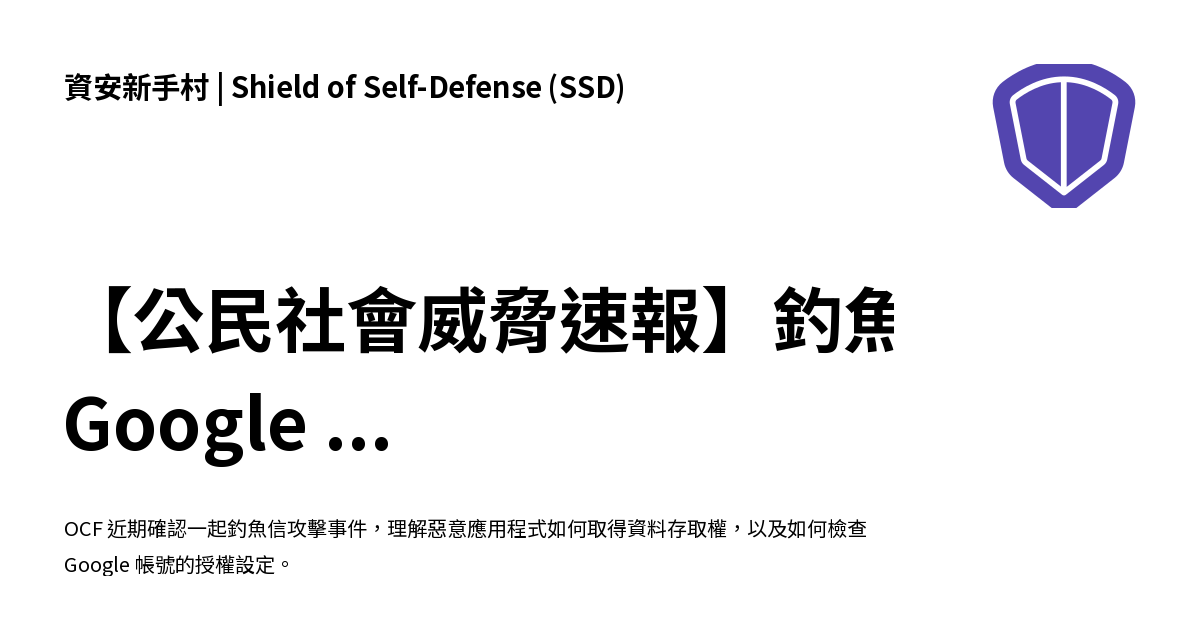 資安新手村 | Shield of Self-Defense (SSD)
【公民社會威脅速報】釣魚
Google ...
OCF 近期確認一起釣魚信攻擊事件，理解惡意應用程式如何取得資料存取權，以及如何檢查
Google 帳號的授權設定。